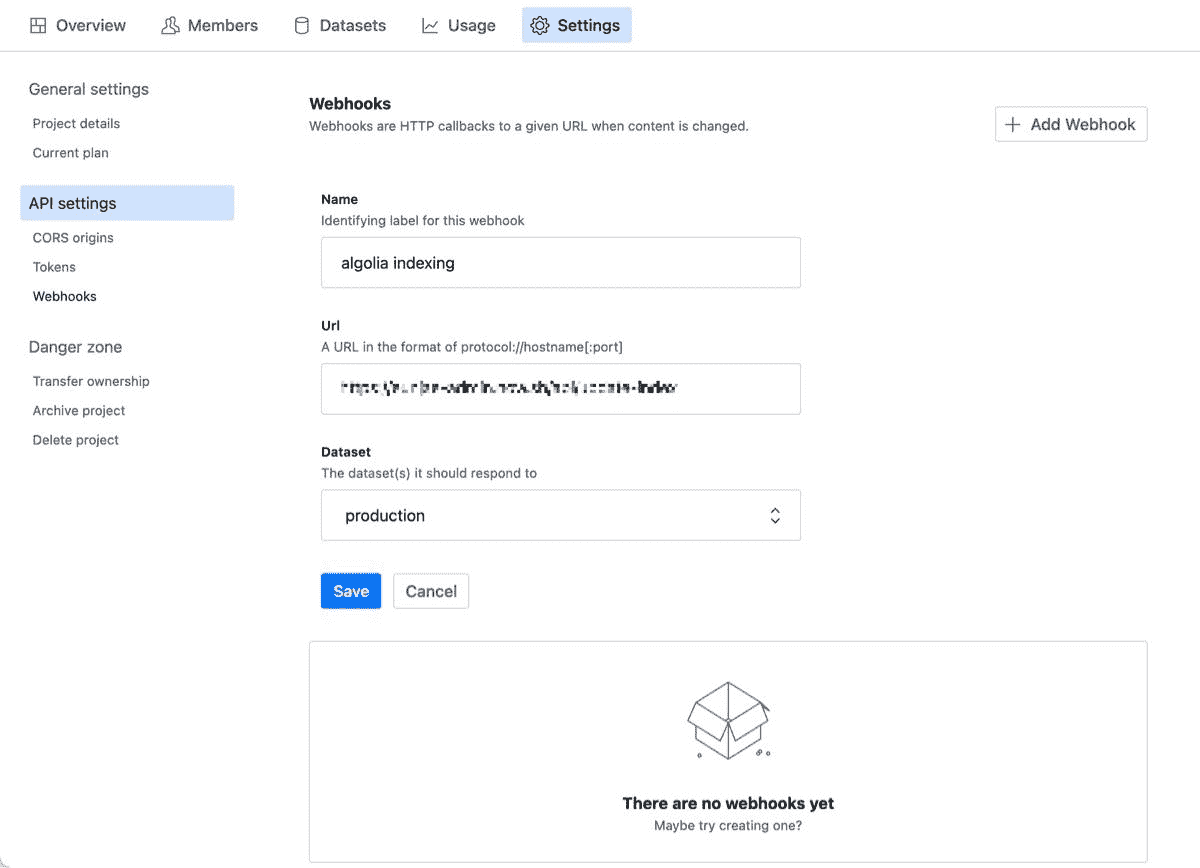 Overview Members Datasets Usage Settings
General settings
Project details
Current plan
API settings
CORS origins
Tokens
Webhooks
Danger zone
Transfer ownership
Archive project
Delete project
Webhooks
Webhooks are HTTP callbacks to a given URL when content is changed.
Add Webhook
Name
Identifying label for this webhook
algolia indexing
Url
A URL in the format of protocol://hostname[:port]
Dataset
The dataset(s) it should respond to
production
Save Cancel
There are no webhooks yet
Maybe try creating one?